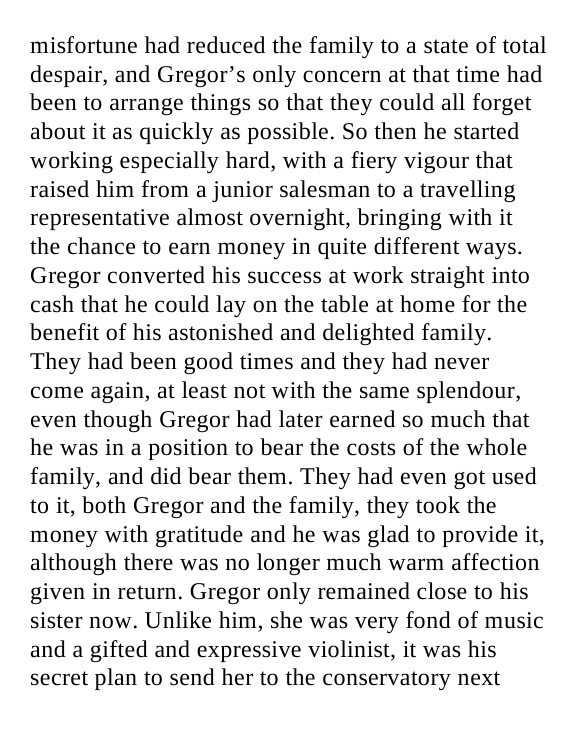 misfortune had reduced the family to a state of total
despair, and Gregor’s only concern at that time had
been to arrange things so that they could all forget
about it as quickly as possible. So then he started
working especially hard, with a fiery vigour that
raised him from a junior salesman to a travelling
representative almost overnight, bringing with it
the chance to earn money in quite different ways.
Gregor converted his success at work straight into
cash that he could lay on the table at home for the
benefit of his astonished and delighted family.
They had been good times and they had never
come again, at least not with the same splendour,
even though Gregor had later earned so much that
he was in a position to bear the costs of the whole
family, and did bear them. They had even got used
to it, both Gregor and the family, they took the
money with gratitude and he was glad to provide it,
although there was no longer much warm affection
given in return. Gregor only remained close to his
sister now. Unlike him, she was very fond of music
and a gifted and expressive violinist, it was his
secret plan to send her to the conservatory next